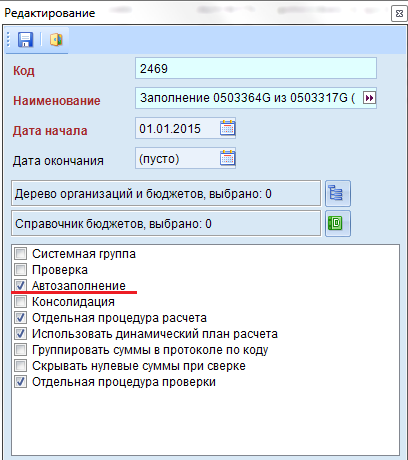 Редактирование
Код 2469
Наименование Заполнение 0503364G из 0503317G (
Дата начала 01.01.2015
Дата окончания (пусто)
Дерево организаций и бюджетов, выбрано: 0
Справочник бюджетов, выбрано: 0
Системная группа
Проверка
Автозаполнение
Консолидация
Отдельная процедура расчета
Использовать динамический план расчета
Группировать суммы в протоколе по коду
Скрывать нулевые суммы при сверке
Отдельная процедура проверки